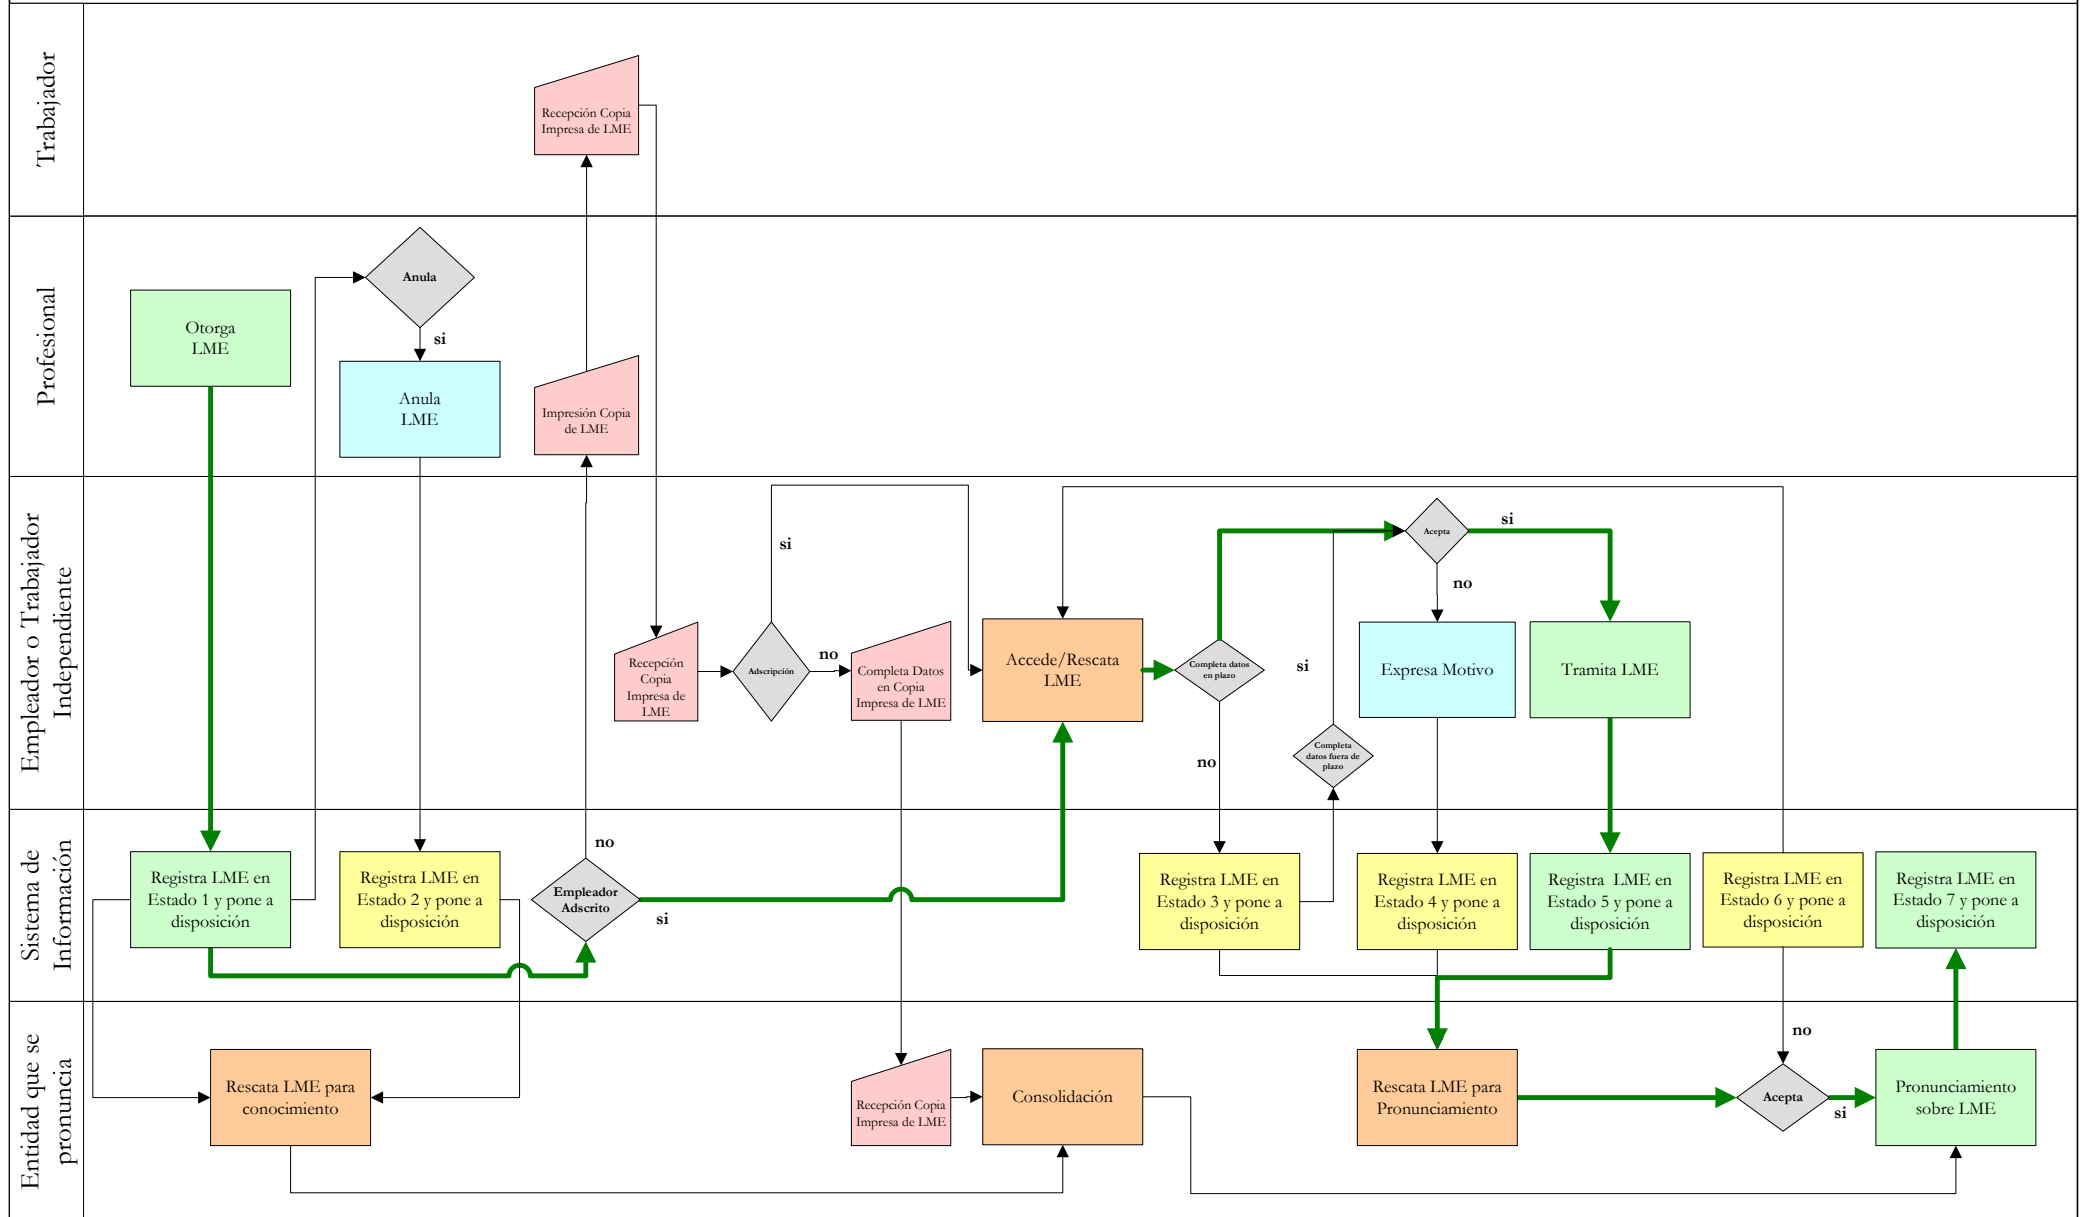 Trabajador
Recepción Copia
Impresa de LME
Profesional
Otorga
LME
Anula
si
Anula
LME
Impresión Copia
de LME
Empleador o Trabajador
Independiente
Recepción
Copia
Impresa de
LME
Adscripción
si
no
Completa Datos
en Copia
Impresa de LME
Accede/Rescata
LME
Completa datos
en plazo
no
si
Completa
datos fuera de
plazo
Acepta
si
no
Expresa Motivo
Tramita LME
Sistema de
Información
Registra LME en
Estado 1 y pone a
disposición
Registra LME en
Estado 2 y pone a
disposición
no
Empleador
Adscrito
si
Registra LME en
Estado 3 y pone a
disposición
Registra LME en
Estado 4 y pone a
disposición
Registra LME en
Estado 5 y pone a
disposición
Registra LME en
Estado 6 y pone a
disposición
Registra LME en
Estado 7 y pone a
disposición
Entidad que se
pronuncia
Rescata LME para
conocimiento
Recepción Copia
Impresa de LME
Consolidación
Rescata LME para
Pronunciamiento
no
Acepta
si
Pronunciamiento
sobre LME